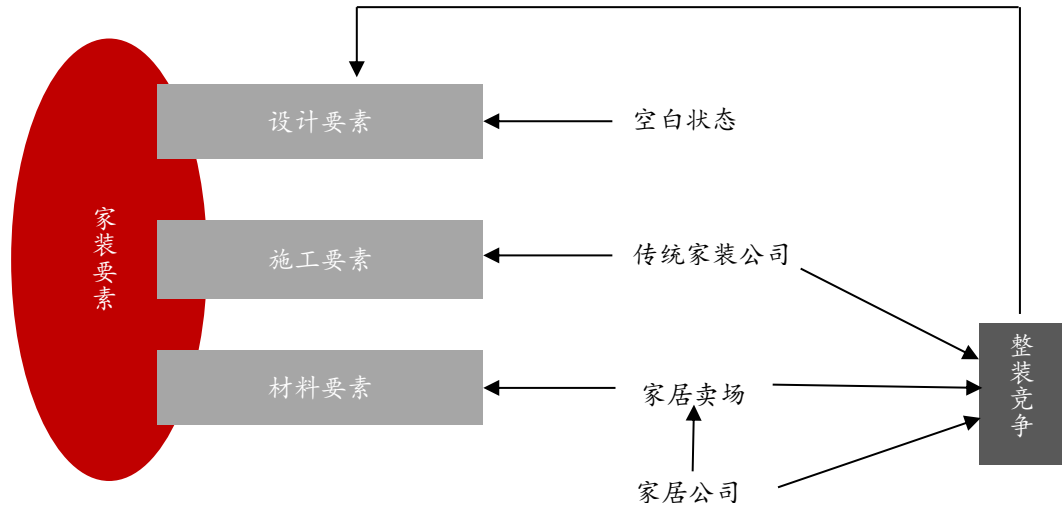 设计要素
空白状态
家装要素
施工要素
传统家装公司
材料要素
家居卖场
整装竞争
家居公司